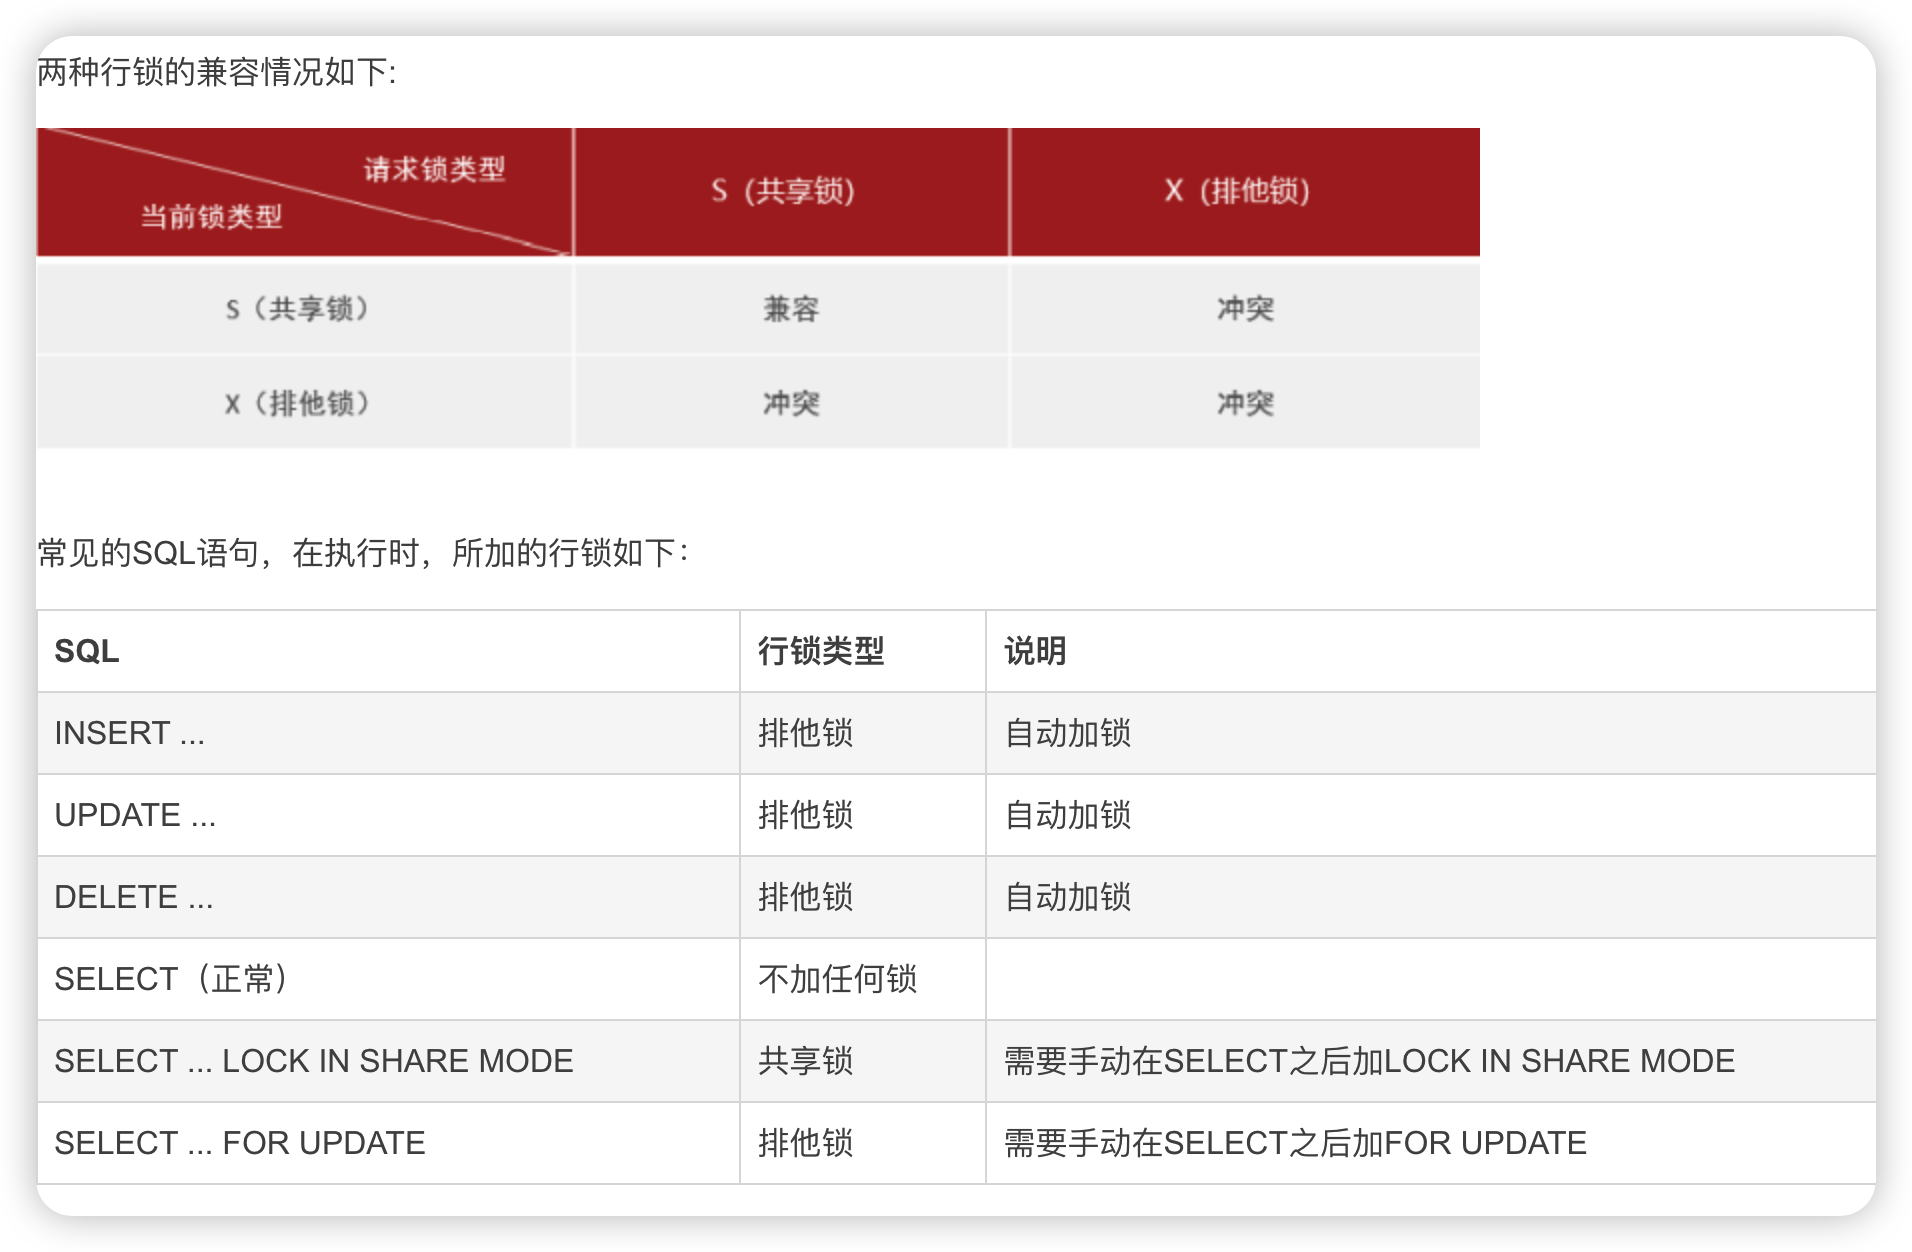 两种行锁的兼容情况如下:
请求锁类型
当前锁类型
S（共享锁） X（排他锁）
S（共享锁） 兼容 冲突
X（排他锁） 冲突 冲突
常见的SQL语句，在执行时，所加的行锁如下：
SQL 行锁类型 说明
INSERT ... 排他锁 自动加锁
UPDATE ... 排他锁 自动加锁
DELETE ... 排他锁 自动加锁
SELECT（正常） 不加任何锁
SELECT ... LOCK IN SHARE MODE 共享锁 需要手动在SELECT之后加LOCK IN SHARE MODE
SELECT ... FOR UPDATE 排他锁 需要手动在SELECT之后加FOR UPDATE